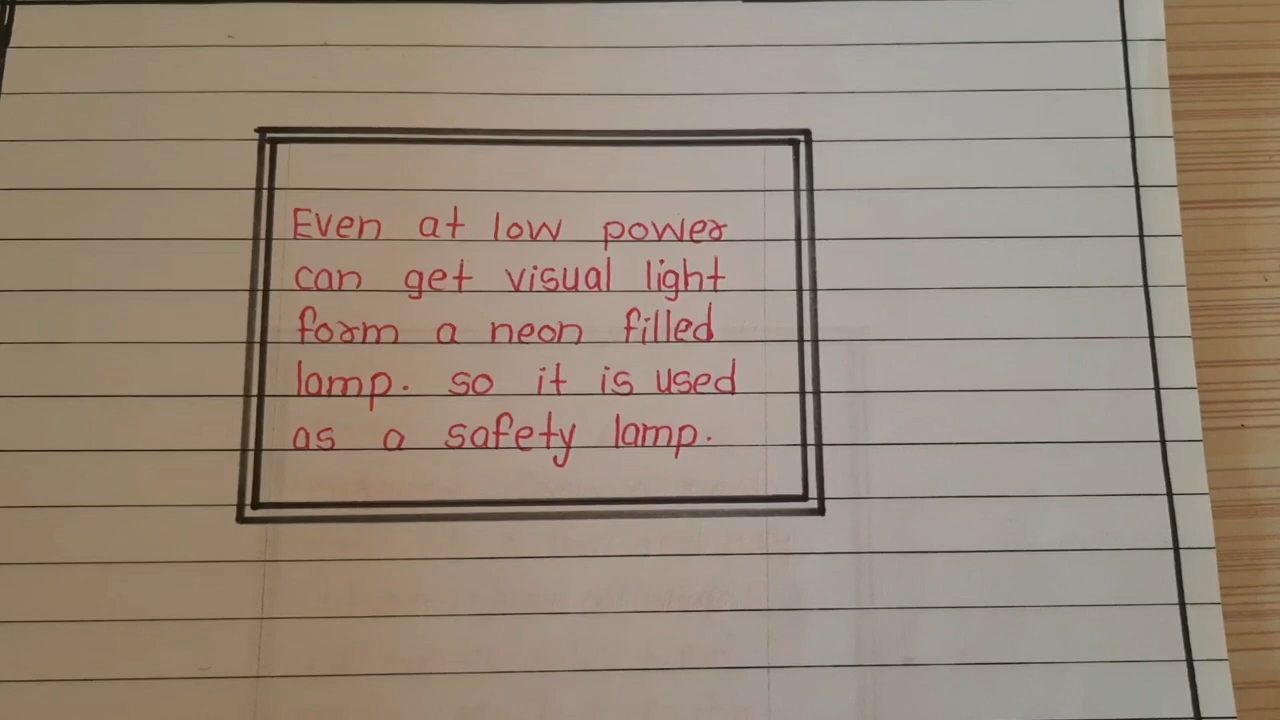 Even at low power
can get visual light
form a neon filled
lamp. so it is used
as a safety lamp.